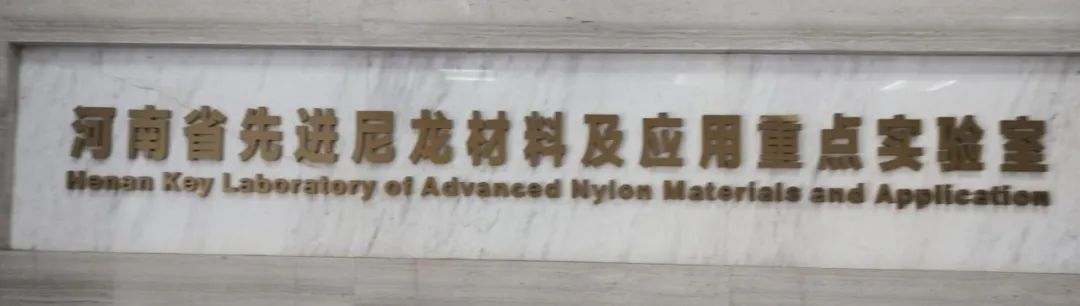 河南省先进尼龙材料及应用重点实验室
Henan Key Laboratory of Advanced Nylon Materials and Application